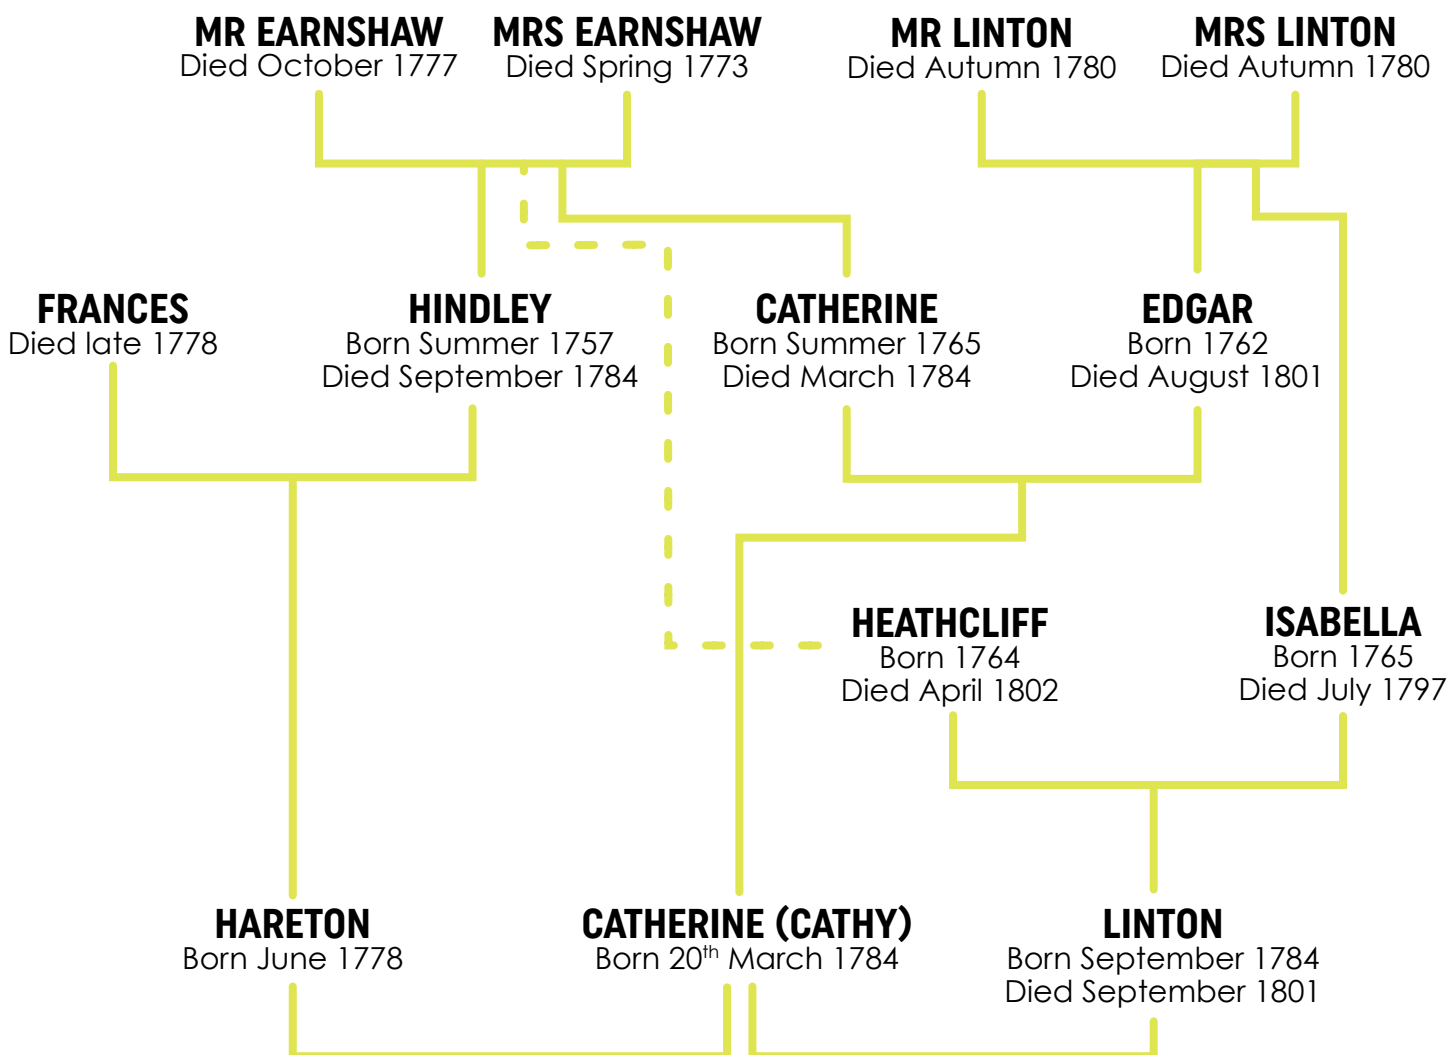 MR EARNSHAW
Died October 1777
MRS EARNSHAW
Died Spring 1773
MR LINTON
Died Autumn 1780
MRS LINTON
Died Autumn 1780
FRANCES
Died late 1778
HINDLEY
Born Summer 1757
Died September 1784
CATHERINE
Born Summer 1765
Died March 1784
EDGAR
Born 1762
Died August 1801
HEATHCLIFF
Born 1764
Died April 1802
ISABELLA
Born 1765
Died July 1797
HARETON
Born June 1778
CATHERINE (CATHY)
Born 20th March 1784
LINTON
Born September 1784
Died September 1801